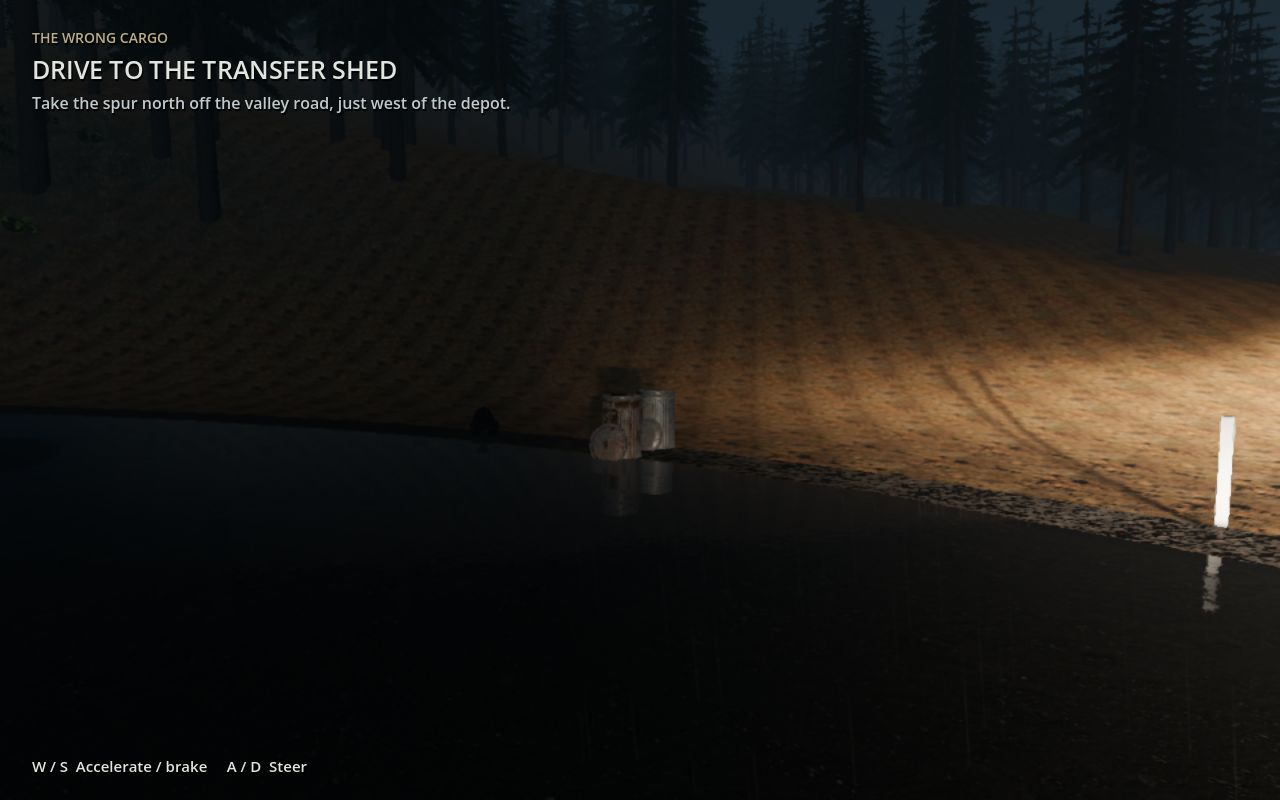 THE WRONG CARGO
DRIVE TO THE TRANSFER SHED
Take the spur north off the valley road, just west of the depot.
W / S Accelerate / brake A / D Steer